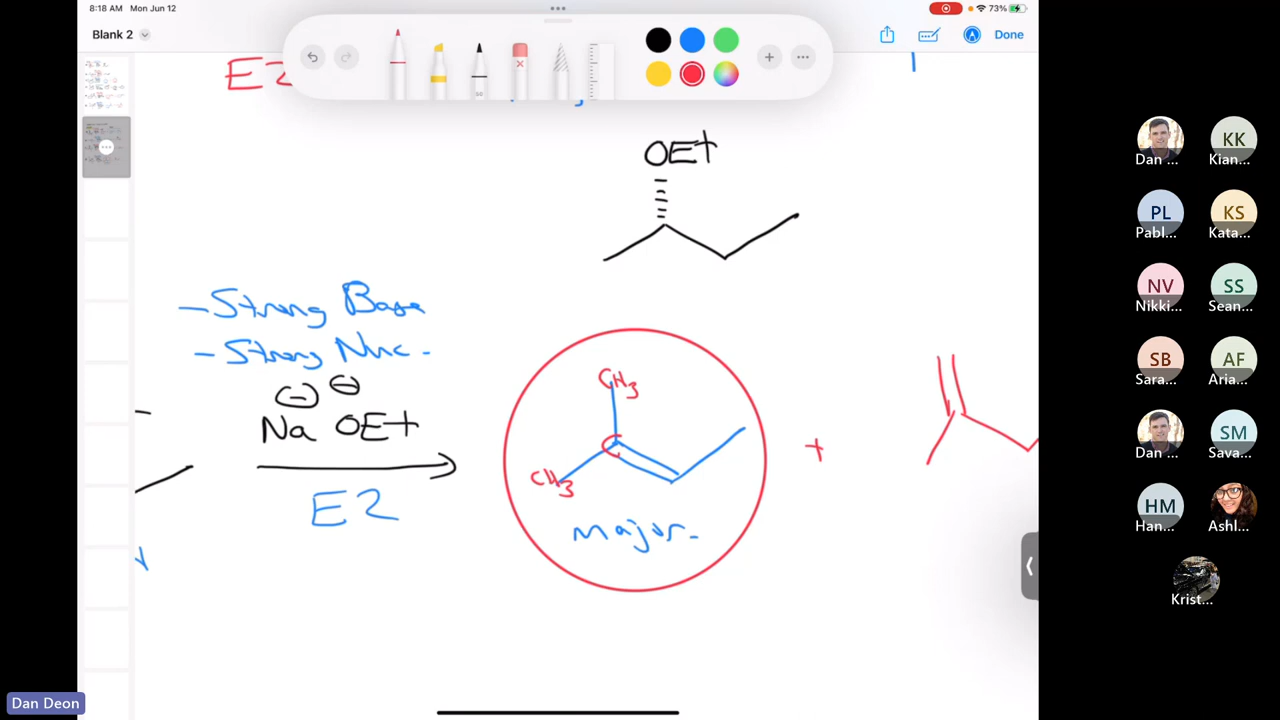 8:18 AM Mon Jun 12
73%
Blank 2
Done
E2
OEt
- Strong Base
- Strong Nuc.
Na OEt
E2
CH3
C
CH3
major.
+
Dan ...
KK
Kian...
PL
Pabl...
KS
Kata...
NV
Nikki...
SS
Sean...
SB
Sara...
AF
Aria...
Dan ...
SM
Sava...
HM
Han...
Ashl...
Krist...
Dan Deon